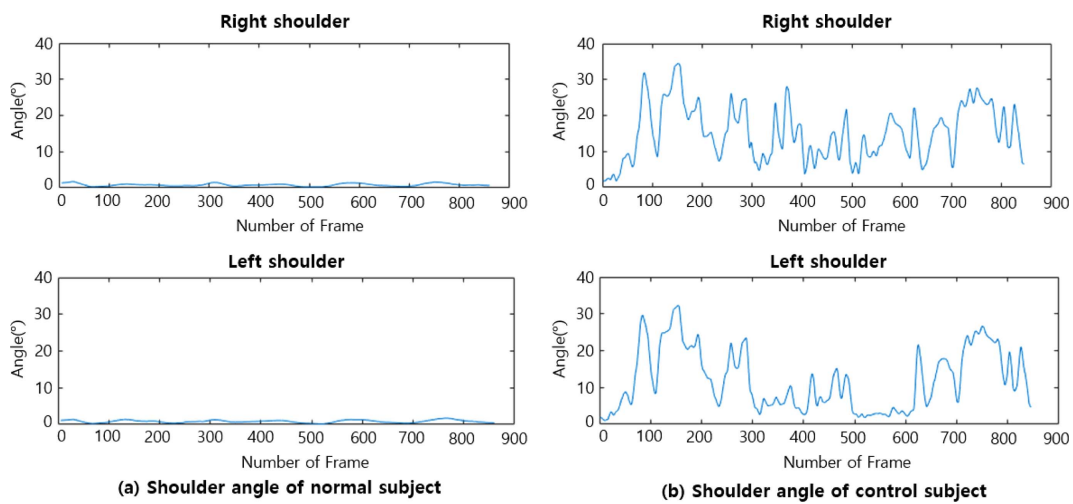 Right shoulder
40
30
20
10
0
Angle(°)
0 100 200 300 400 500 600 700 800 900
Number of Frame
Left shoulder
40
30
20
10
0
Angle(°)
0 100 200 300 400 500 600 700 800 900
Number of Frame
(a) Shoulder angle of normal subject
Right shoulder
40
30
20
10
0
Angle(°)
0 100 200 300 400 500 600 700 800 900
Number of Frame
Left shoulder
40
30
20
10
0
Angle(°)
0 100 200 300 400 500 600 700 800 900
Number of Frame
(b) Shoulder angle of control subject